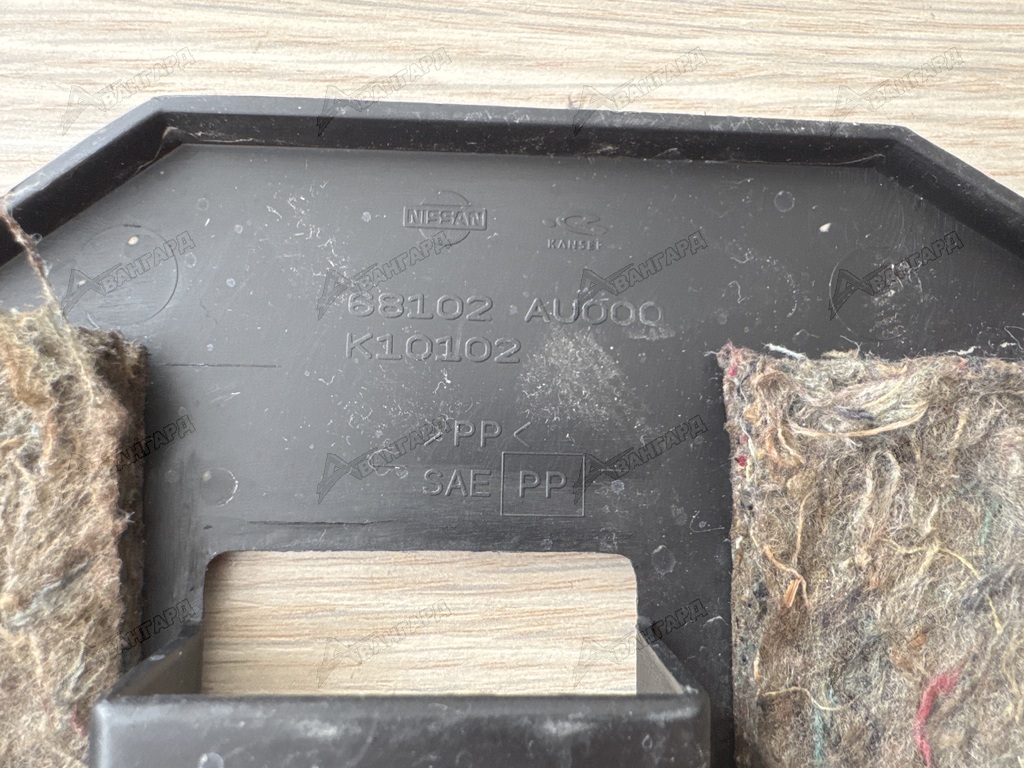 NISSAN
KANSEI
68102 AU000
K10102
>PP<
SAE PP
АВАНГАРД